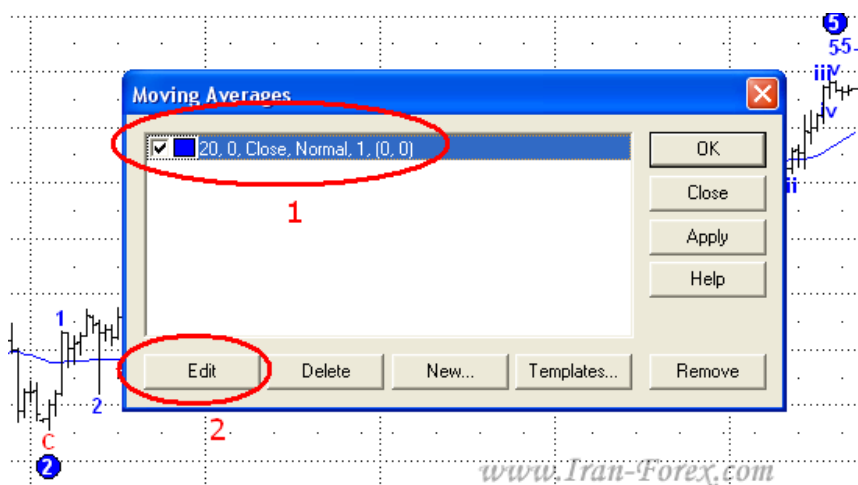 5
55
iii v
iv
ii
Moving Averages
20, 0, Close, Normal, 1, (0, 0)
1
OK
Close
Apply
Help
1
Edit
Delete
New...
Templates...
Remove
2
2
C
2
www.Iran-Forex.com